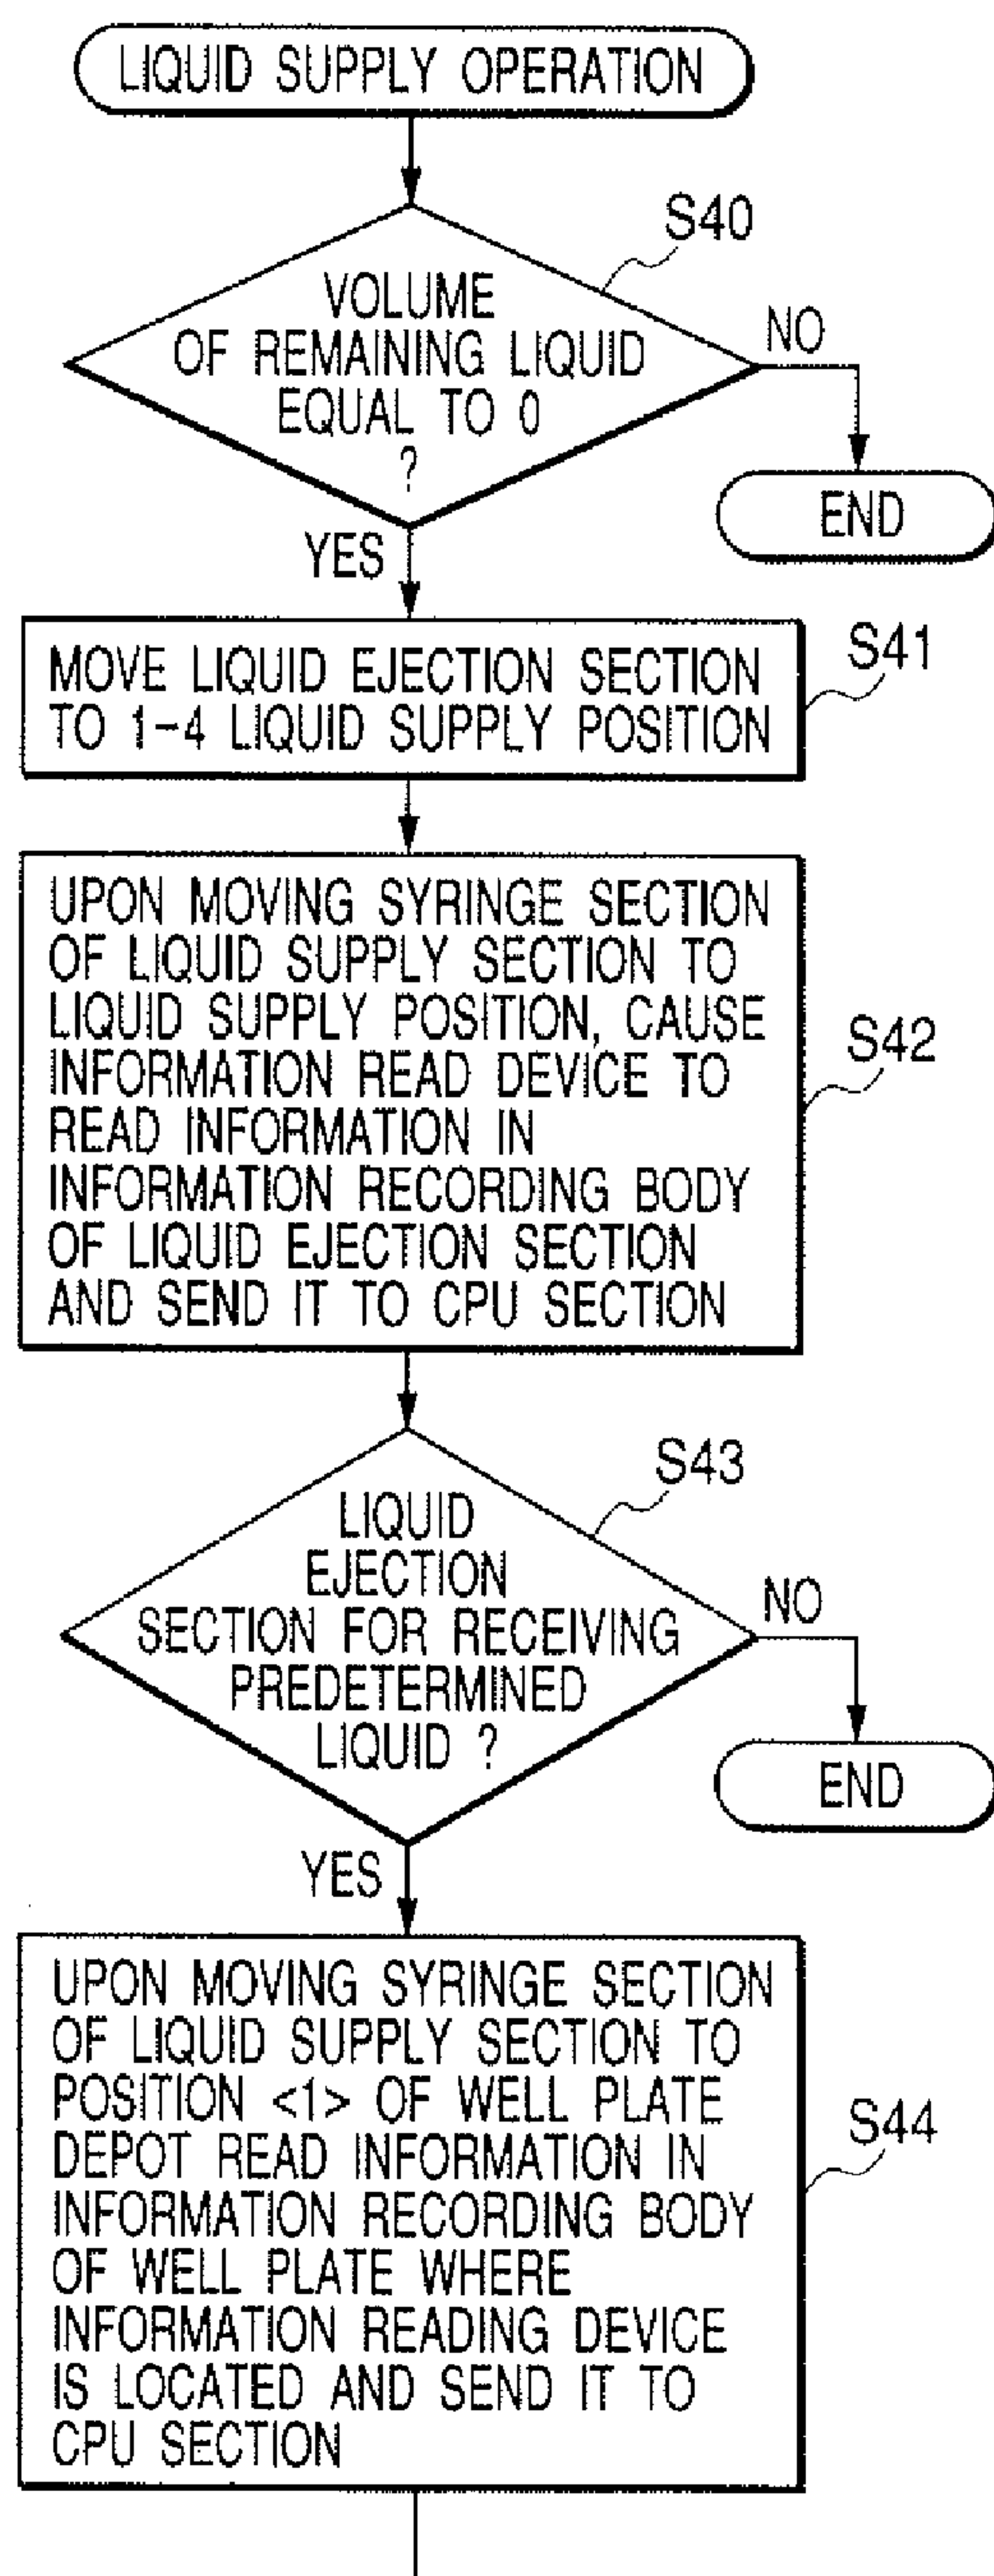 LIQUID SUPPLY OPERATION
S40
VOLUME
OF REMAINING LIQUID
EQUAL TO 0
?
NO
END
YES
S41
MOVE LIQUID EJECTION SECTION
TO 1-4 LIQUID SUPPLY POSITION
S42
UPON MOVING SYRINGE SECTION
OF LIQUID SUPPLY SECTION TO
LIQUID SUPPLY POSITION, CAUSE
INFORMATION READ DEVICE TO
READ INFORMATION IN
INFORMATION RECORDING BODY
OF LIQUID EJECTION SECTION
AND SEND IT TO CPU SECTION
S43
LIQUID
EJECTION
SECTION FOR RECEIVING
PREDETERMINED
LIQUID ?
NO
END
YES
S44
UPON MOVING SYRINGE SECTION
OF LIQUID SUPPLY SECTION TO
POSITION <1> OF WELL PLATE
DEPOT READ INFORMATION IN
INFORMATION RECORDING BODY
OF WELL PLATE WHERE
INFORMATION READING DEVICE
IS LOCATED AND SEND IT TO
CPU SECTION